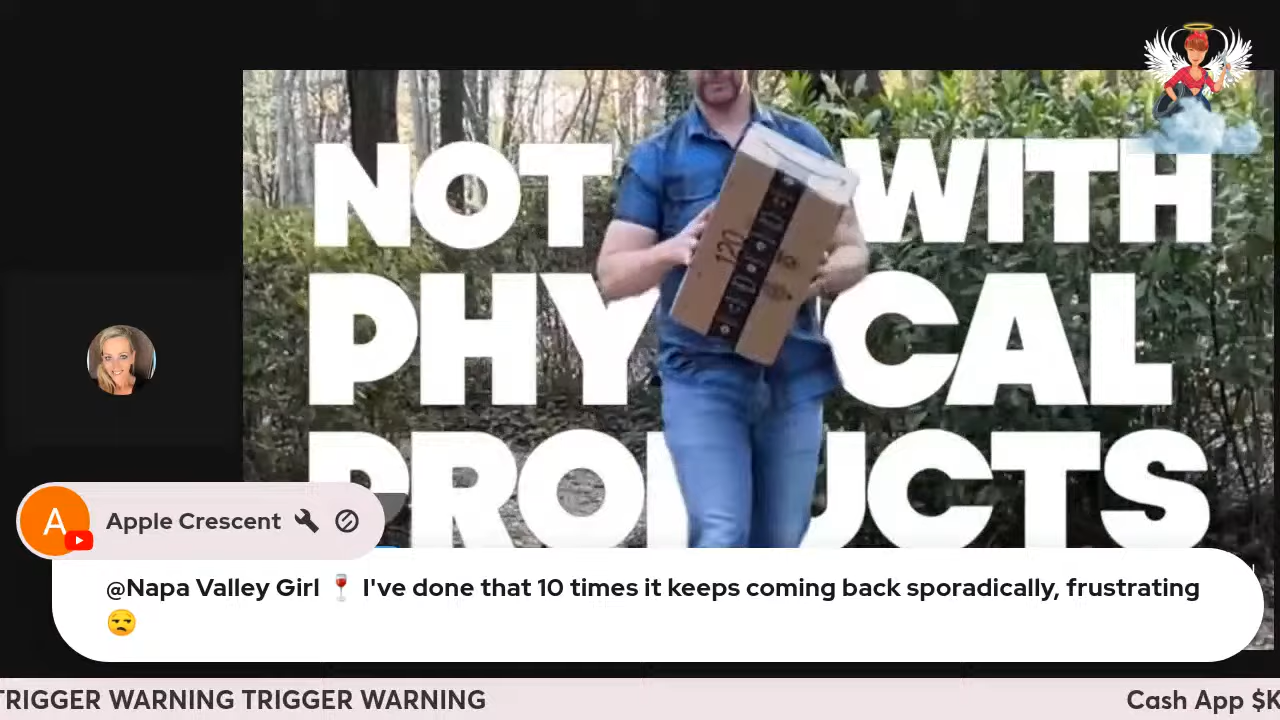 NOT WITH
PHY CAL
PRO UCTS
120
A
Apple Crescent
@Napa Valley Girl 🍷 I've done that 10 times it keeps coming back sporadically, frustrating
😒
TRIGGER WARNING TRIGGER WARNING
Cash App $K